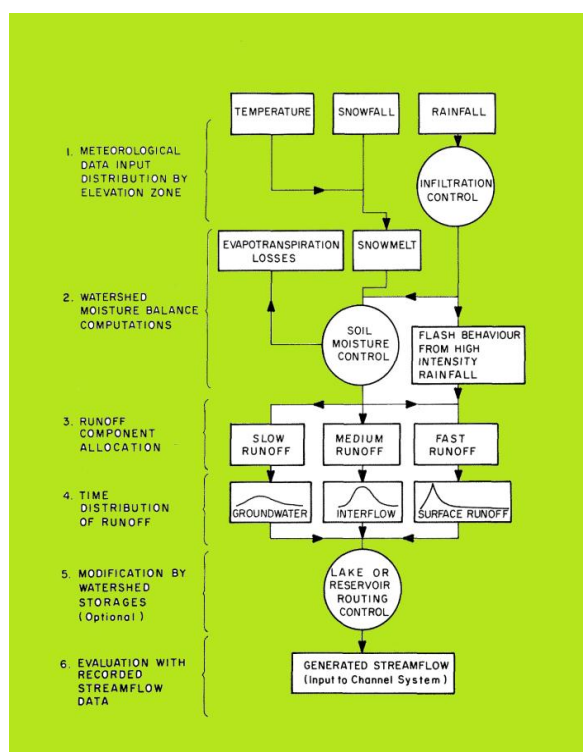 TEMPERATURE
SNOWFALL
RAINFALL
1. METEOROLOGICAL
DATA INPUT
DISTRIBUTION BY
ELEVATION ZONE
INFILTRATION
CONTROL
EVAPOTRANSPIRATION
LOSSES
SNOWMELT
2. WATERSHED
MOISTURE BALANCE
COMPUTATIONS
SOIL
MOISTURE
CONTROL
FLASH BEHAVIOUR
FROM HIGH
INTENSITY
RAINFALL
3. RUNOFF
COMPONENT
ALLOCATION
SLOW
RUNOFF
MEDIUM
RUNOFF
FAST
RUNOFF
4. TIME
DISTRIBUTION
OF RUNOFF
GROUNDWATER
INTERFLOW
SURFACE RUNOFF
5. MODIFICATION BY
WATERSHED
STORAGES
(Optional)
LAKE OR
RESERVOIR
ROUTING
CONTROL
6. EVALUATION WITH
RECORDED
STREAMFLOW
DATA
GENERATED STREAMFLOW
(Input to Channel System)